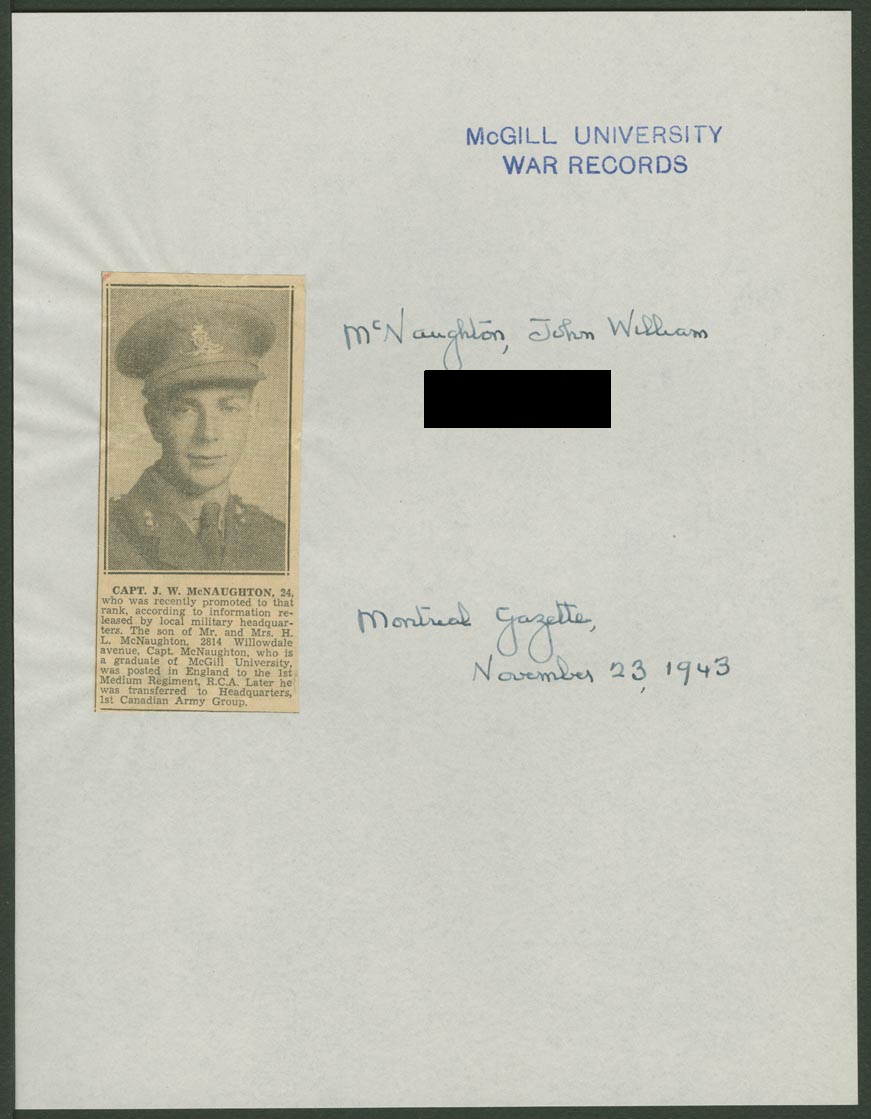 McGILL UNIVERSITY
WAR RECORDS
McNaughton, John William
CAPT. J. W. McNAUGHTON, 24,
who was recently promoted to that
rank, according to information re-
leased by local military headquar-
ters. The son of Mr. and Mrs. H.
L. McNaughton, 2814 Willowdale
avenue, Capt. McNaughton, who is
a graduate of McGill University,
was posted in England to the 1st
Medium Regiment, R.C.A. Later he
was transferred to Headquarters,
1st Canadian Army Group.
Montreal Gazette,
November 23, 1943